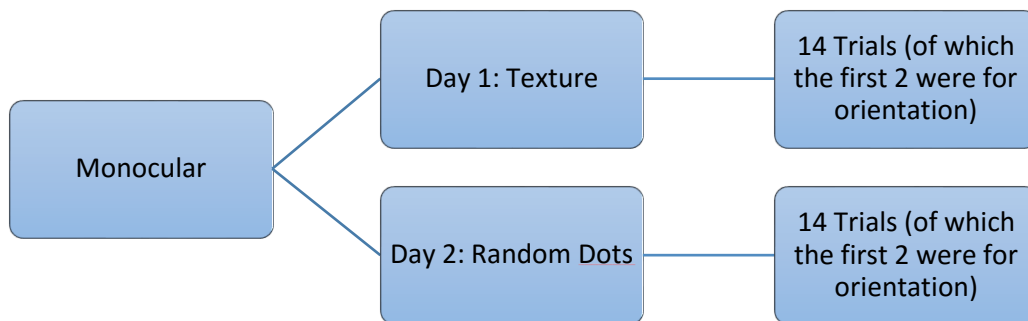 Monocular
Day 1: Texture
14 Trials (of which
the first 2 were for
orientation)
Day 2: Random Dots
14 Trials (of which
the first 2 were for
orientation)